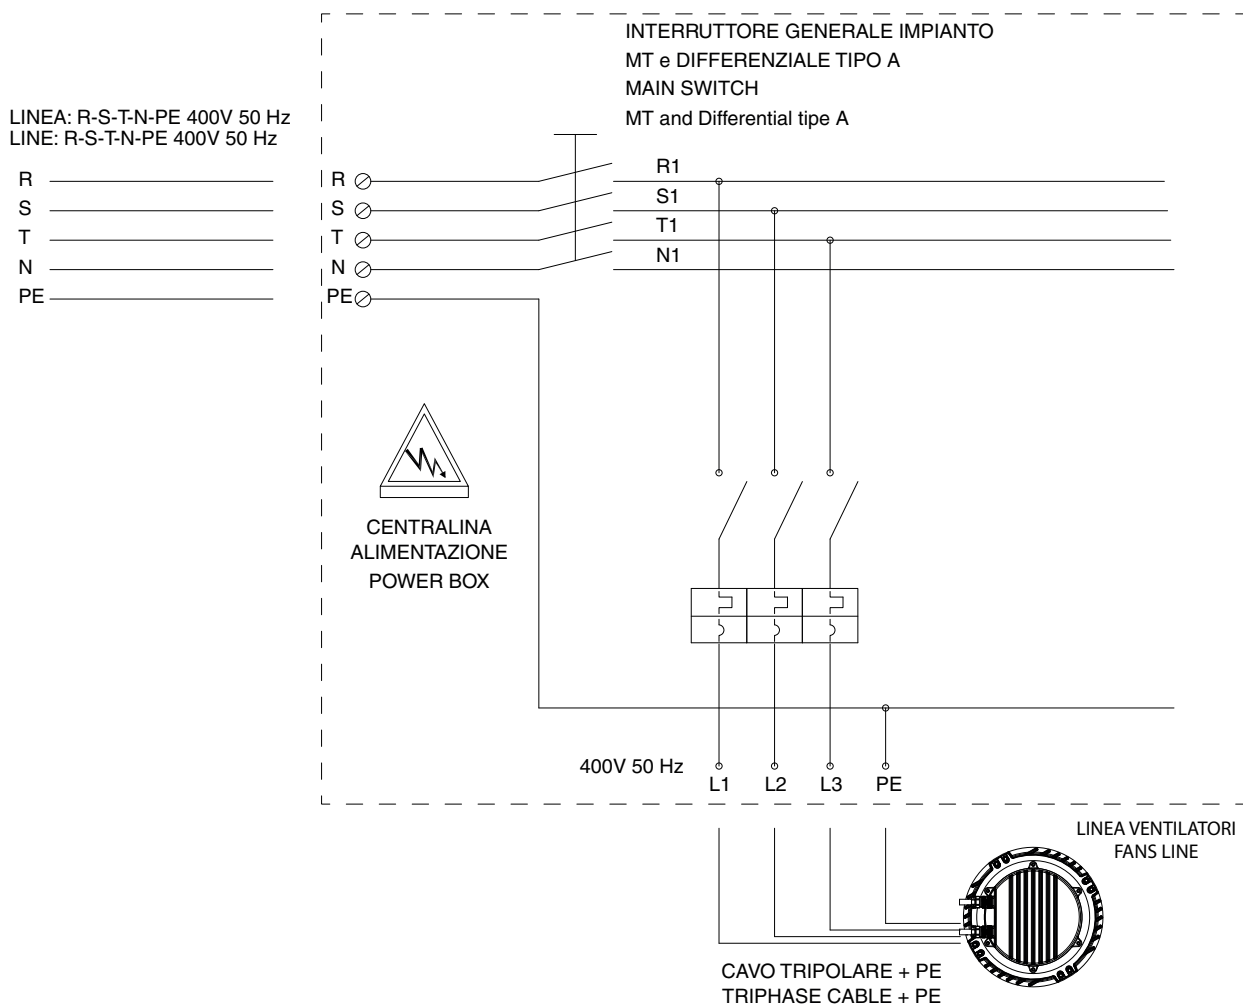 INTERRUTTORE GENERALE IMPIANTO
MT e DIFFERENZIALE TIPO A
MAIN SWITCH
MT and Differential tipe A
LINEA: R-S-T-N-PE 400V 50 Hz
LINE: R-S-T-N-PE 400V 50 Hz
R R R1
S S S1
T T T1
N N N1
PE PE
CENTRALINA
ALIMENTAZIONE
POWER BOX
400V 50 Hz
L1 L2 L3 PE
LINEA VENTILATORI
FANS LINE
CAVO TRIPOLARE + PE
TRIPHASE CABLE + PE